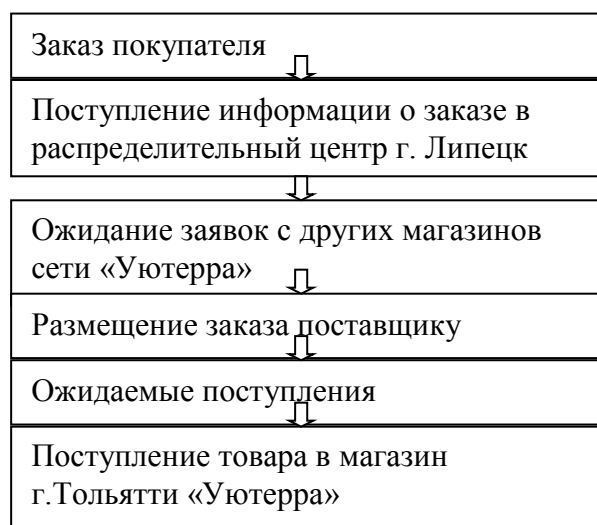 Заказ покупателя
Поступление информации о заказе в
распределительный центр г. Липецк
Ожидание заявок с других магазинов
сети «Уютерра»
Размещение заказа поставщику
Ожидаемые поступления
Поступление товара в магазин
г.Тольятти «Уютерра»